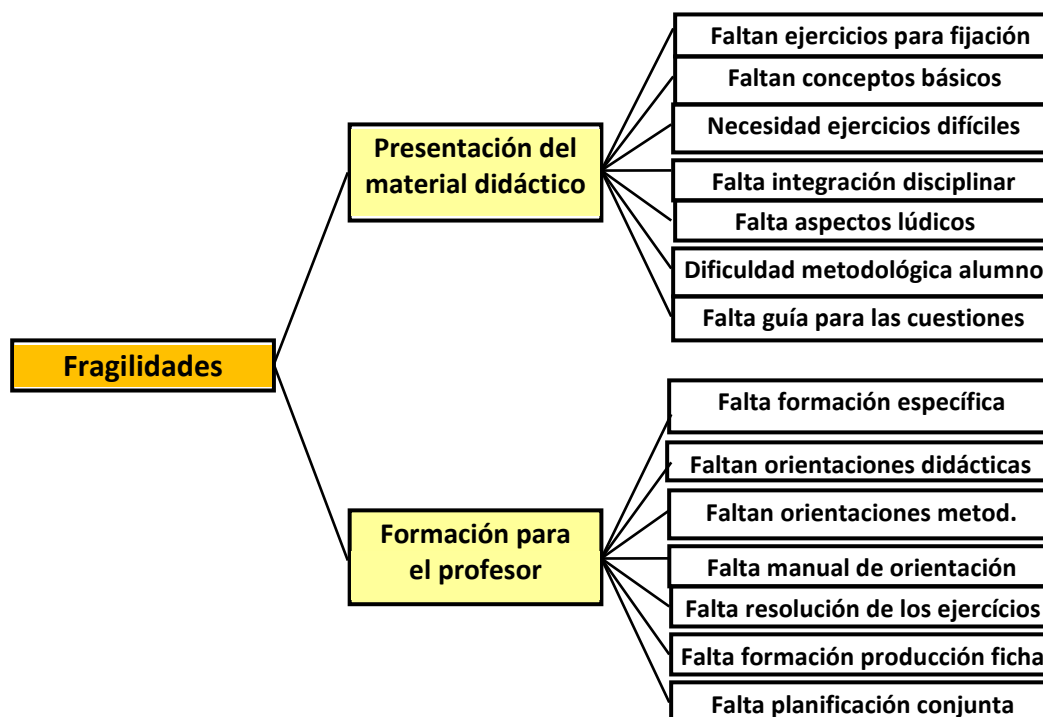 Fragilidades
Presentación del
material didáctico
Faltan ejercicios para fijación
Faltan conceptos básicos
Necesidad ejercicios difíciles
Falta integración disciplinar
Falta aspectos lúdicos
Dificuldad metodológica alumno
Falta guía para las cuestiones
Formación para
el profesor
Falta formación específica
Faltan orientaciones didácticas
Faltan orientaciones metod.
Falta manual de orientación
Falta resolución de los ejercícios
Falta formación producción ficha
Falta planificación conjunta